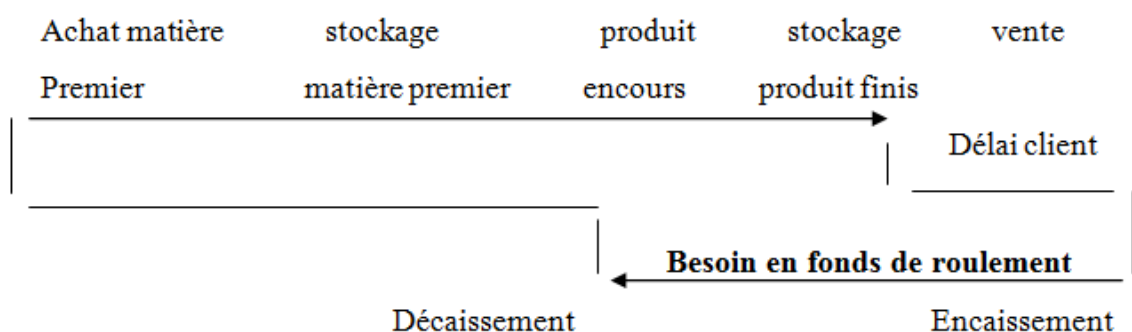 Achat matière stockage produit stockage vente
Premier matière premier encours produit finis
Délai client
Besoin en fonds de roulement
Décaissement Encaissement